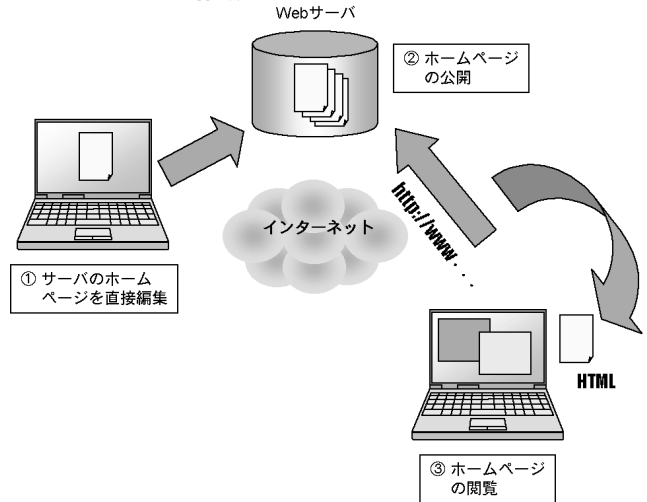 Webサーバ
② ホームページ
の公開
インターネット
http://www・・・
① サーバのホーム
ページを直接編集
HTML
③ ホームページ
の閲覧